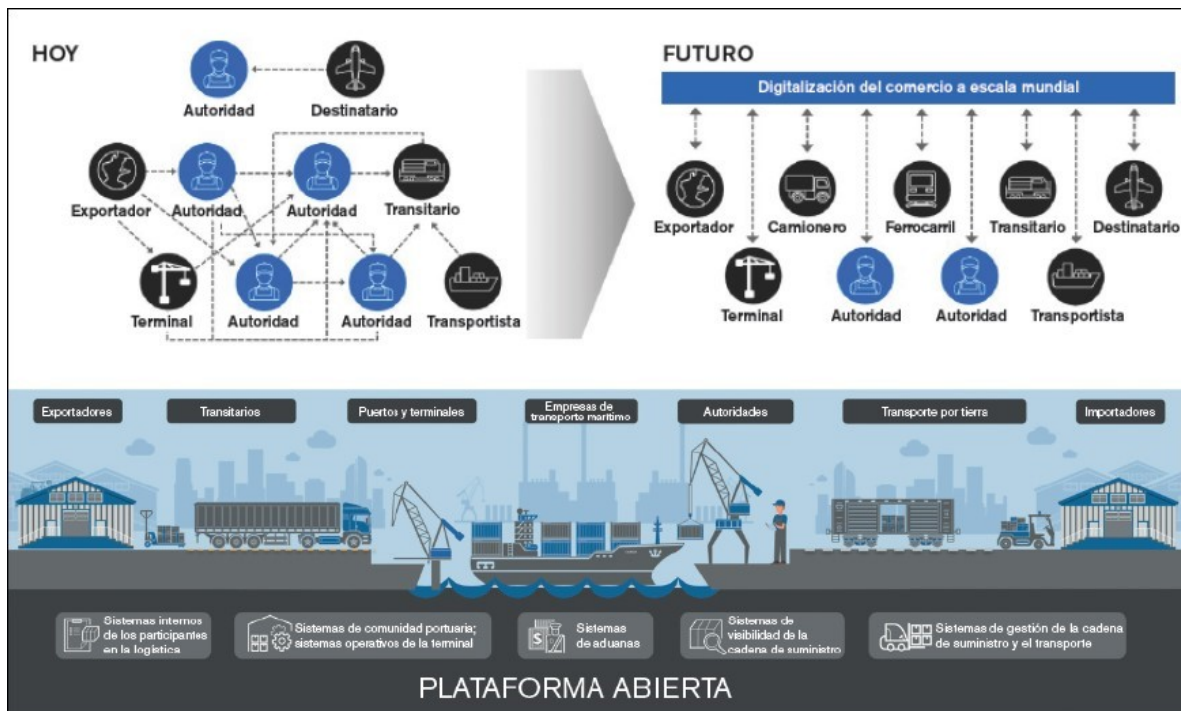 HOY
Autoridad
Destinatario
Exportador
Autoridad
Autoridad
Transitario
Terminal
Autoridad
Autoridad
Transportista
FUTURO
Digitalización del comercio a escala mundial
Exportador
Camionero
Ferrocarril
Transitario
Destinatario
Terminal
Autoridad
Autoridad
Transportista
Exportadores
Transitarios
Puertos y terminales
Empresas de
transporte marítimo
Autoridades
Transporte por tierra
Importadores
Sistemas internos
de los participantes
en la logística
Sistemas de comunidad portuaria;
sistemas operativos de la terminal
Sistemas
de aduanas
Sistemas de
visibilidad de la
cadena de suministro
Sistemas de gestión de la cadena
de suministro y el transporte
PLATAFORMA ABIERTA